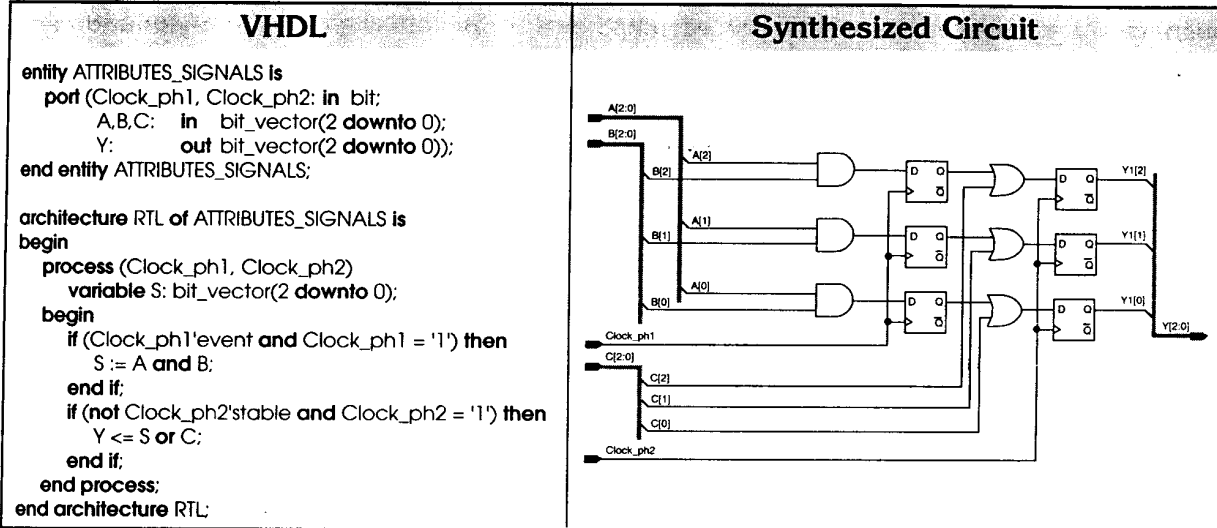 VHDL
entity ATTRIBUTES_SIGNALS is
port (Clock_ph1, Clock_ph2: in bit;
A,B,C: in bit_vector(2 downto 0);
Y: out bit_vector(2 downto 0));
end entity ATTRIBUTES_SIGNALS;
architecture RTL of ATTRIBUTES_SIGNALS is
begin
process (Clock_ph1, Clock_ph2)
variable S: bit_vector(2 downto 0);
begin
if (Clock_ph1'event and Clock_ph1 = '1') then
S := A and B;
end if;
if (not Clock_ph2'stable and Clock_ph2 = '1') then
Y <= S or C;
end if;
end process;
end architecture RTL;
Synthesized Circuit
A[2:0]
B[2:0]
A[2]
B[2]
D Q
Q
D Q
Q
Y1[2]
A[1]
B[1]
D Q
Q
D Q
Q
Y1[1]
A[0]
B[0]
D Q
Q
D Q
Q
Y1[0]
Y[2:0]
Clock_ph1
C[2:0]
C[2]
C[1]
C[0]
Clock_ph2